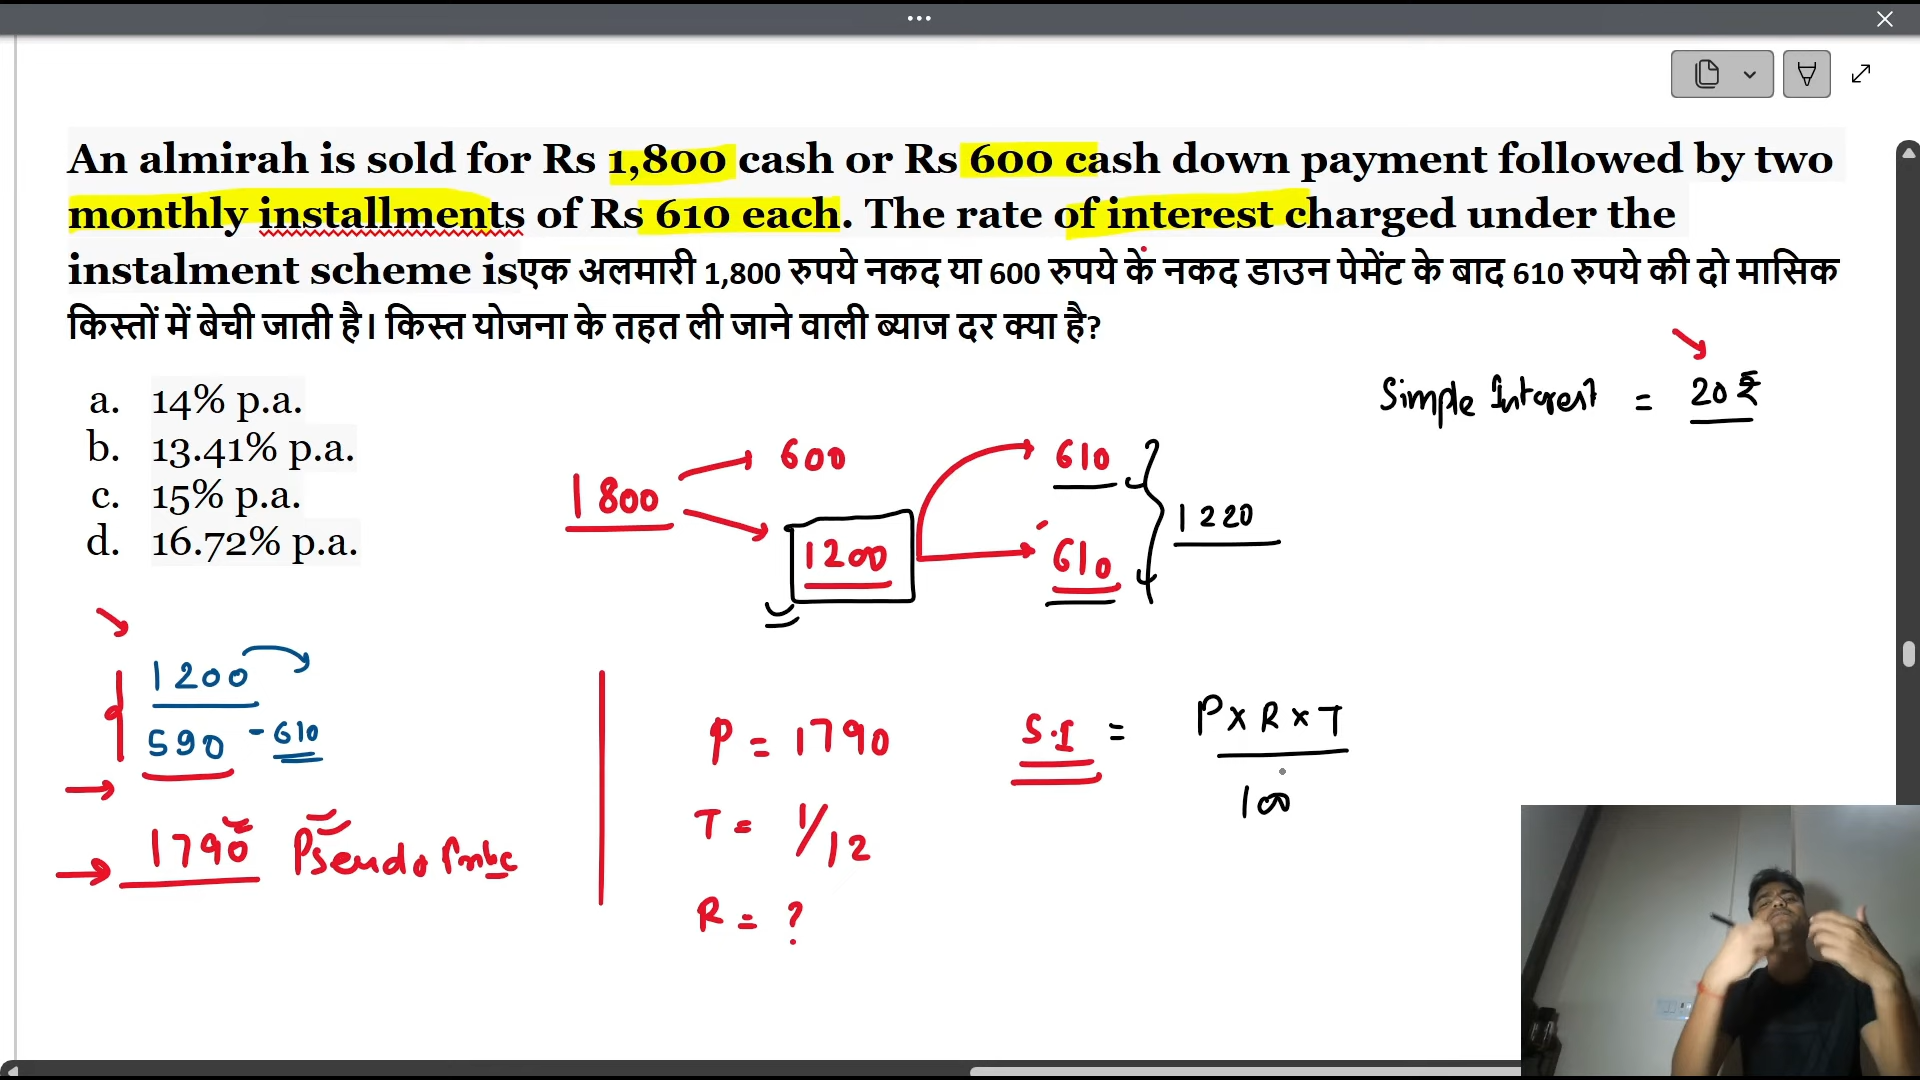 An almirah is sold for Rs 1,800 cash or Rs 600 cash down payment followed by two
monthly installments of Rs 610 each. The rate of interest charged under the
instalment scheme isएक अलमारी 1,800 रुपये नकद या 600 रुपये के नकद डाउन पेमेंट के बाद 610 रुपये की दो मासिक
किस्तों में बेची जाती है। किस्त योजना के तहत ली जाने वाली ब्याज दर क्या है?
a. 14% p.a.
b. 13.41% p.a.
c. 15% p.a.
d. 16.72% p.a.
Simple Interest = 20 ₹
1800
600
1200
610
610
1220
1200
590 - 610
1790 Pseudo
P = 1790
T = 1/12
R = ?
S.I = P x R x T
100